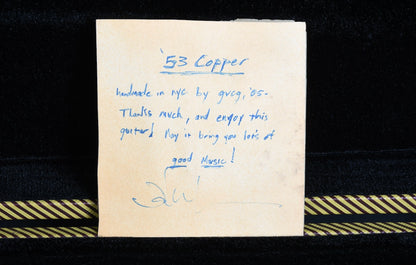 '53 Copper
handmade in nyc by gvcg, '05-
Thanks much, and enjoy this
guitar! May it bring you lots of
good Music!